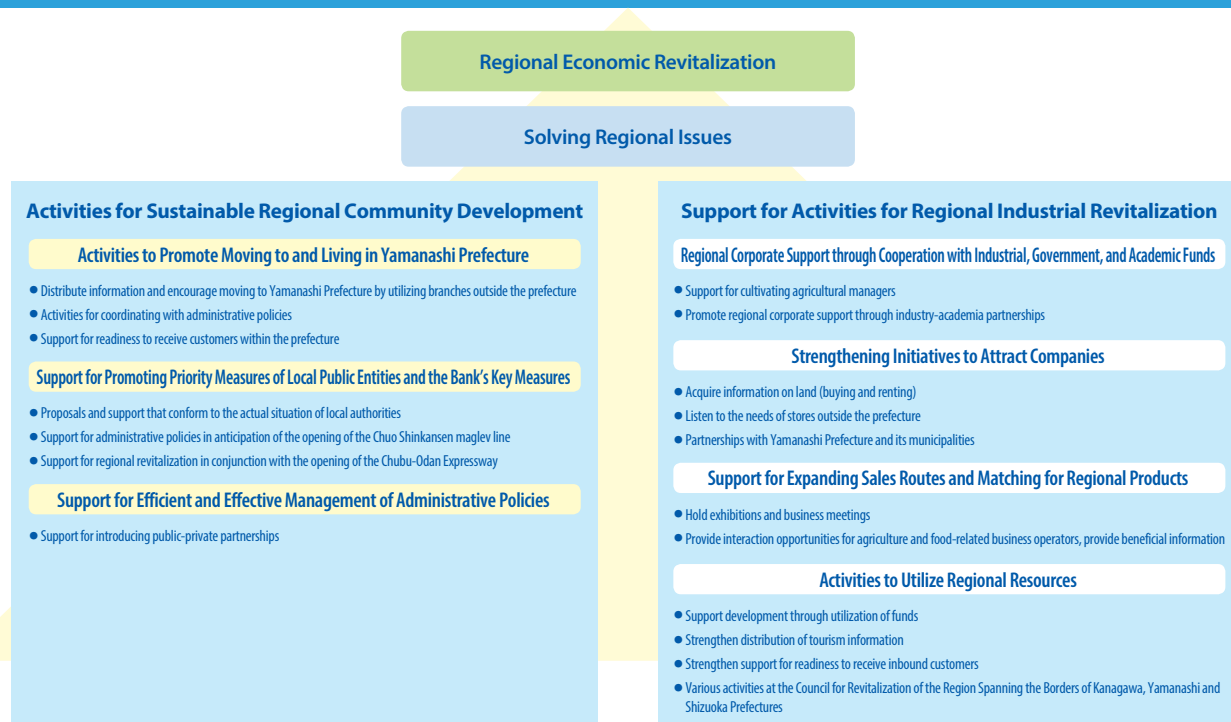 Regional Economic Revitalization
Solving Regional Issues
Activities for Sustainable Regional Community Development
Activities to Promote Moving to and Living in Yamanashi Prefecture
● Distribute information and encourage moving to Yamanashi Prefecture by utilizing branches outside the prefecture
● Activities for coordinating with administrative policies
● Support for readiness to receive customers within the prefecture
Support for Promoting Priority Measures of Local Public Entities and the Bank's Key Measures
● Proposals and support that conform to the actual situation of local authorities
● Support for administrative policies in anticipation of the opening of the Chuo Shinkansen maglev line
● Support for regional revitalization in conjunction with the opening of the Chubu-Odan Expressway
Support for Efficient and Effective Management of Administrative Policies
● Support for introducing public-private partnerships
Support for Activities for Regional Industrial Revitalization
Regional Corporate Support through Cooperation with Industrial, Government, and Academic Funds
● Support for cultivating agricultural managers
● Promote regional corporate support through industry-academia partnerships
Strengthening Initiatives to Attract Companies
● Acquire information on land (buying and renting)
● Listen to the needs of stores outside the prefecture
● Partnerships with Yamanashi Prefecture and its municipalities
Support for Expanding Sales Routes and Matching for Regional Products
● Hold exhibitions and business meetings
● Provide interaction opportunities for agriculture and food-related business operators, provide beneficial information
Activities to Utilize Regional Resources
● Support development through utilization of funds
● Strengthen distribution of tourism information
● Strengthen support for readiness to receive inbound customers
● Various activities at the Council for Revitalization of the Region Spanning the Borders of Kanagawa, Yamanashi and
Shizuoka Prefectures